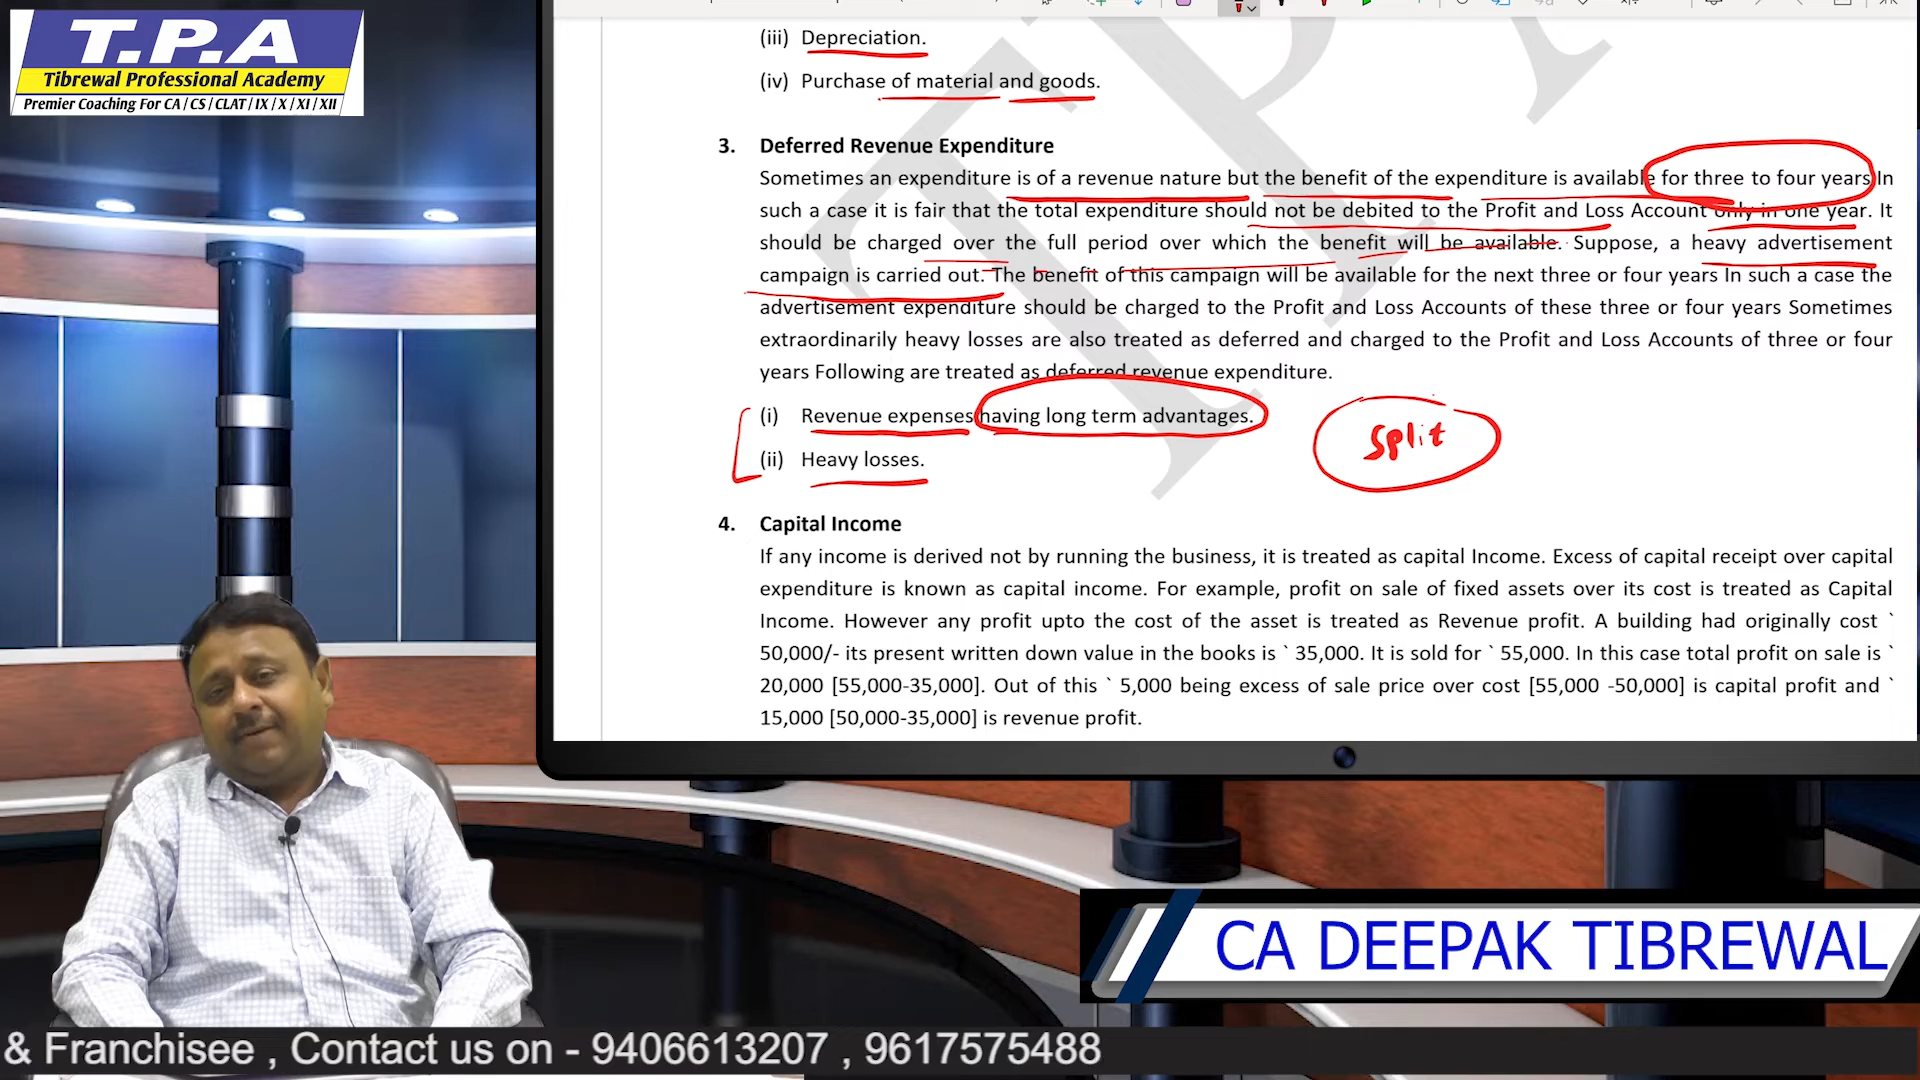 T.P.A
Tibrewal Professional Academy
Premier Coaching For CA / CS / CLAT / IX / X / XI / XII
(iii) Depreciation.
(iv) Purchase of material and goods.
3. Deferred Revenue Expenditure
Sometimes an expenditure is of a revenue nature but the benefit of the expenditure is available for three to four years In
such a case it is fair that the total expenditure should not be debited to the Profit and Loss Account only in one year. It
should be charged over the full period over which the benefit will be available. Suppose, a heavy advertisement
campaign is carried out. The benefit of this campaign will be available for the next three or four years In such a case the
advertisement expenditure should be charged to the Profit and Loss Accounts of these three or four years Sometimes
extraordinarily heavy losses are also treated as deferred and charged to the Profit and Loss Accounts of three or four
years Following are treated as deferred revenue expenditure.
(i) Revenue expenses having long term advantages.
Split
(ii) Heavy losses.
4. Capital Income
If any income is derived not by running the business, it is treated as capital Income. Excess of capital receipt over capital
expenditure is known as capital income. For example, profit on sale of fixed assets over its cost is treated as Capital
Income. However any profit upto the cost of the asset is treated as Revenue profit. A building had originally cost `
50,000/- its present written down value in the books is ` 35,000. It is sold for ` 55,000. In this case total profit on sale is `
20,000 [55,000-35,000]. Out of this ` 5,000 being excess of sale price over cost [55,000 -50,000] is capital profit and `
15,000 [50,000-35,000] is revenue profit.
CA DEEPAK TIBREWAL
& Franchisee , Contact us on - 9406613207 , 9617575488